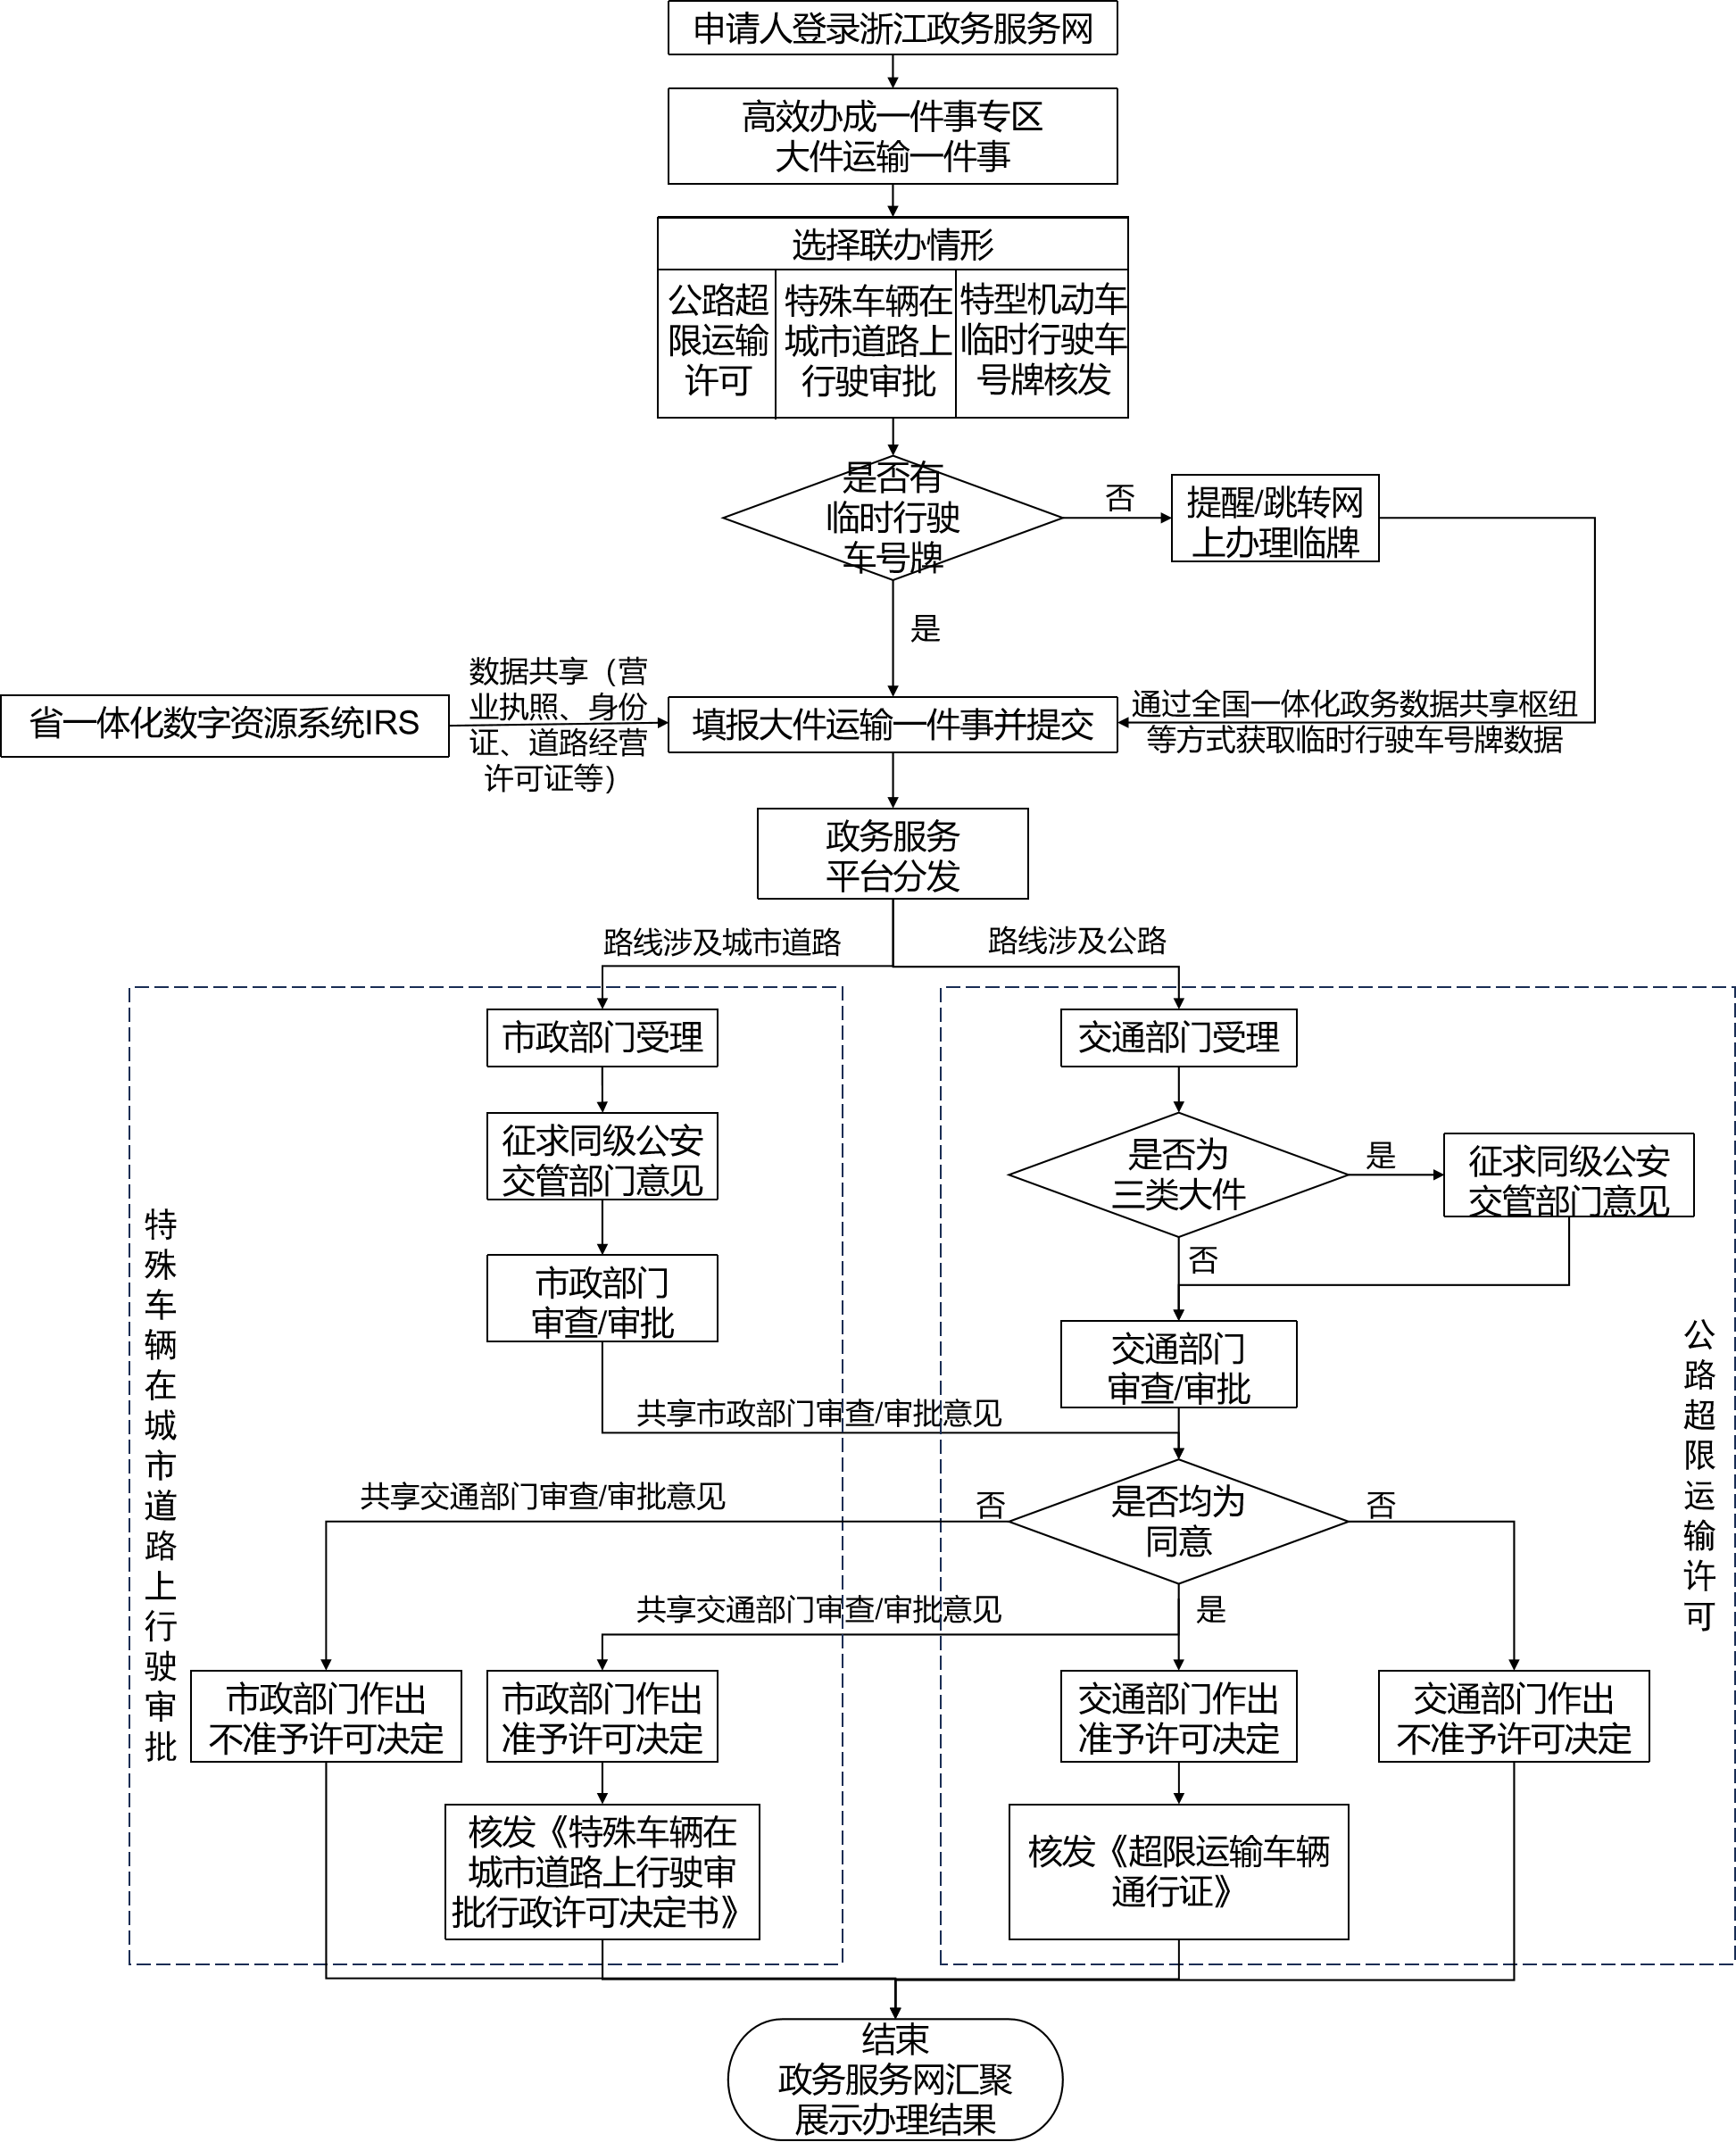 申请人登录浙江政务服务网
高效办成一件事专区
大件运输一件事
选择联办情形
公路超
限运输
许可
特殊车辆在
城市道路上
行驶审批
特型机动车
临时行驶车
号牌核发
是否有
临时行驶
车号牌
否
提醒/跳转网
上办理临牌
是
数据共享（营
业执照、身份
证、道路经营
许可证等）
省一体化数字资源系统IRS
填报大件运输一件事并提交
通过全国一体化政务数据共享枢纽
等方式获取临时行驶车号牌数据
政务服务
平台分发
路线涉及城市道路
路线涉及公路
市政部门受理
交通部门受理
征求同级公安
交管部门意见
是否为
三类大件
是
征求同级公安
交管部门意见
否
市政部门
审查/审批
交通部门
审查/审批
特
殊
车
辆
在
城
市
道
路
上
行
驶
审
批
公
路
超
限
运
输
许
可
共享市政部门审查/审批意见
共享交通部门审查/审批意见
否
是否均为
同意
否
共享交通部门审查/审批意见
是
市政部门作出
不准予许可决定
市政部门作出
准予许可决定
交通部门作出
准予许可决定
交通部门作出
不准予许可决定
核发《特殊车辆在
城市道路上行驶审
批行政许可决定书》
核发《超限运输车辆
通行证》
结束
政务服务网汇聚
展示办理结果